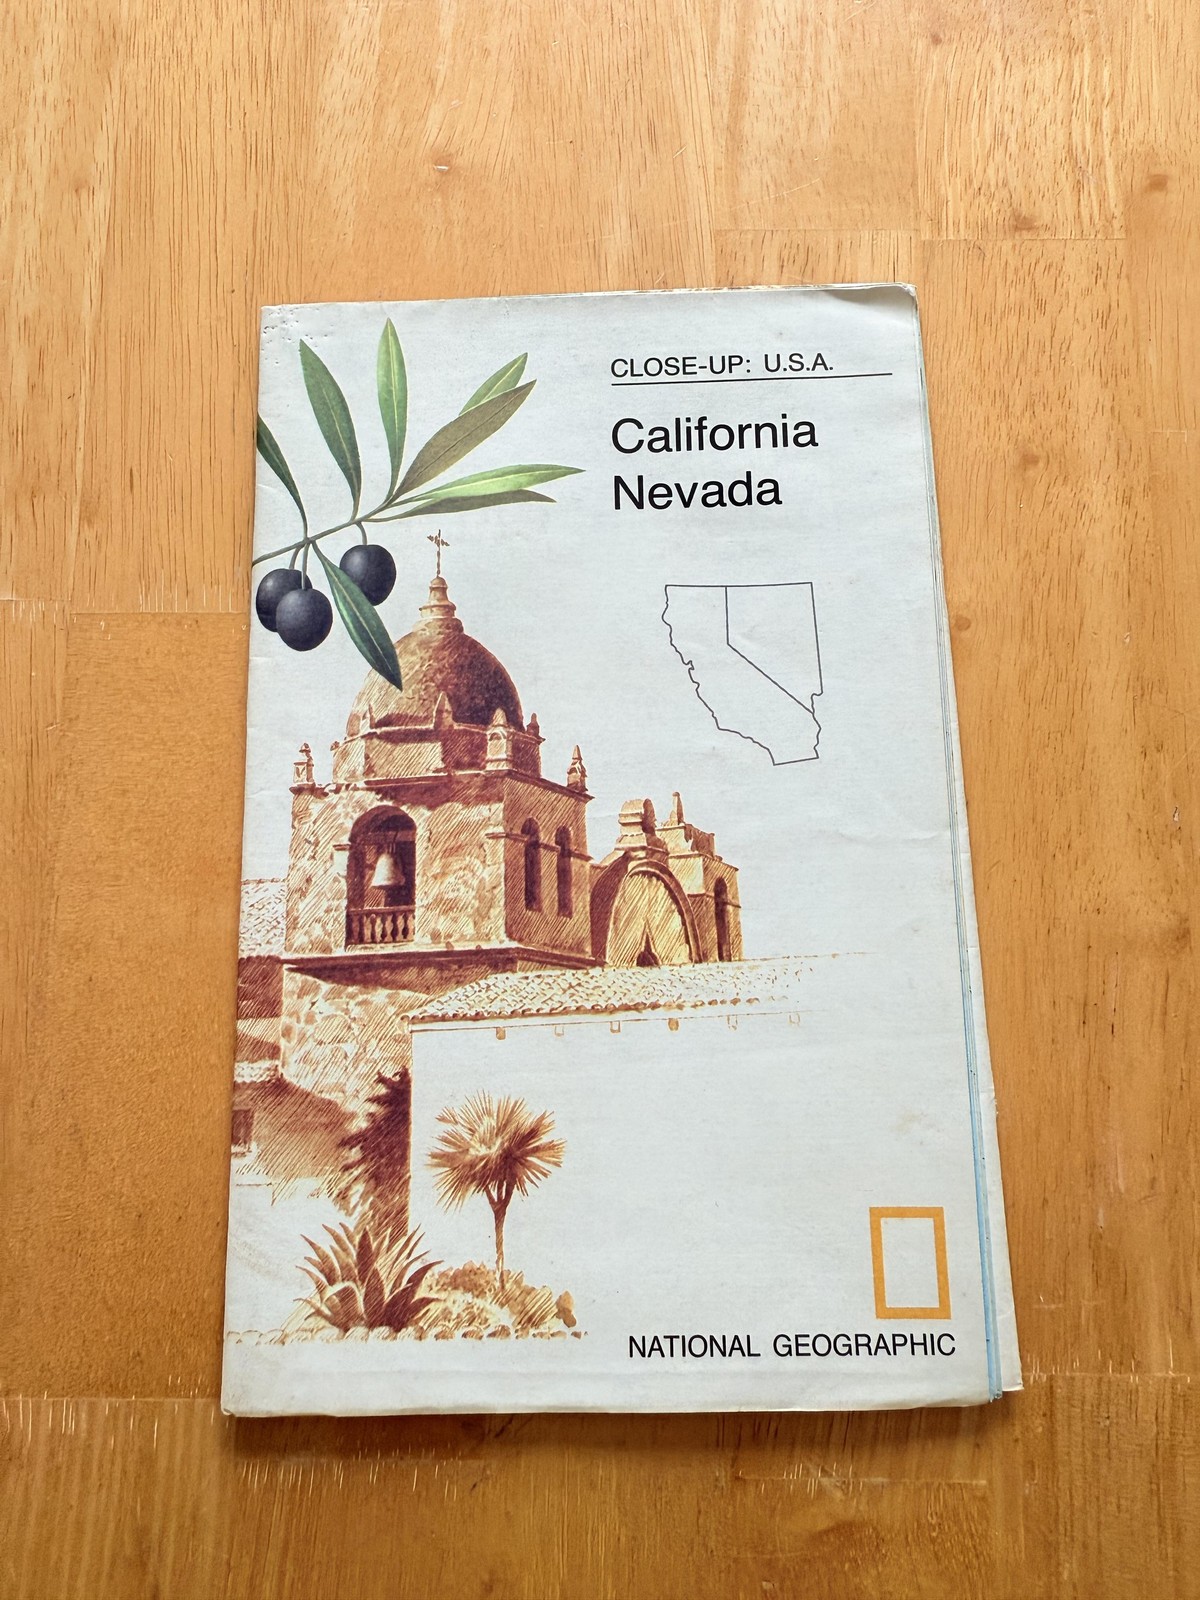 CLOSE-UP: U.S.A.
California
Nevada
NATIONAL GEOGRAPHIC